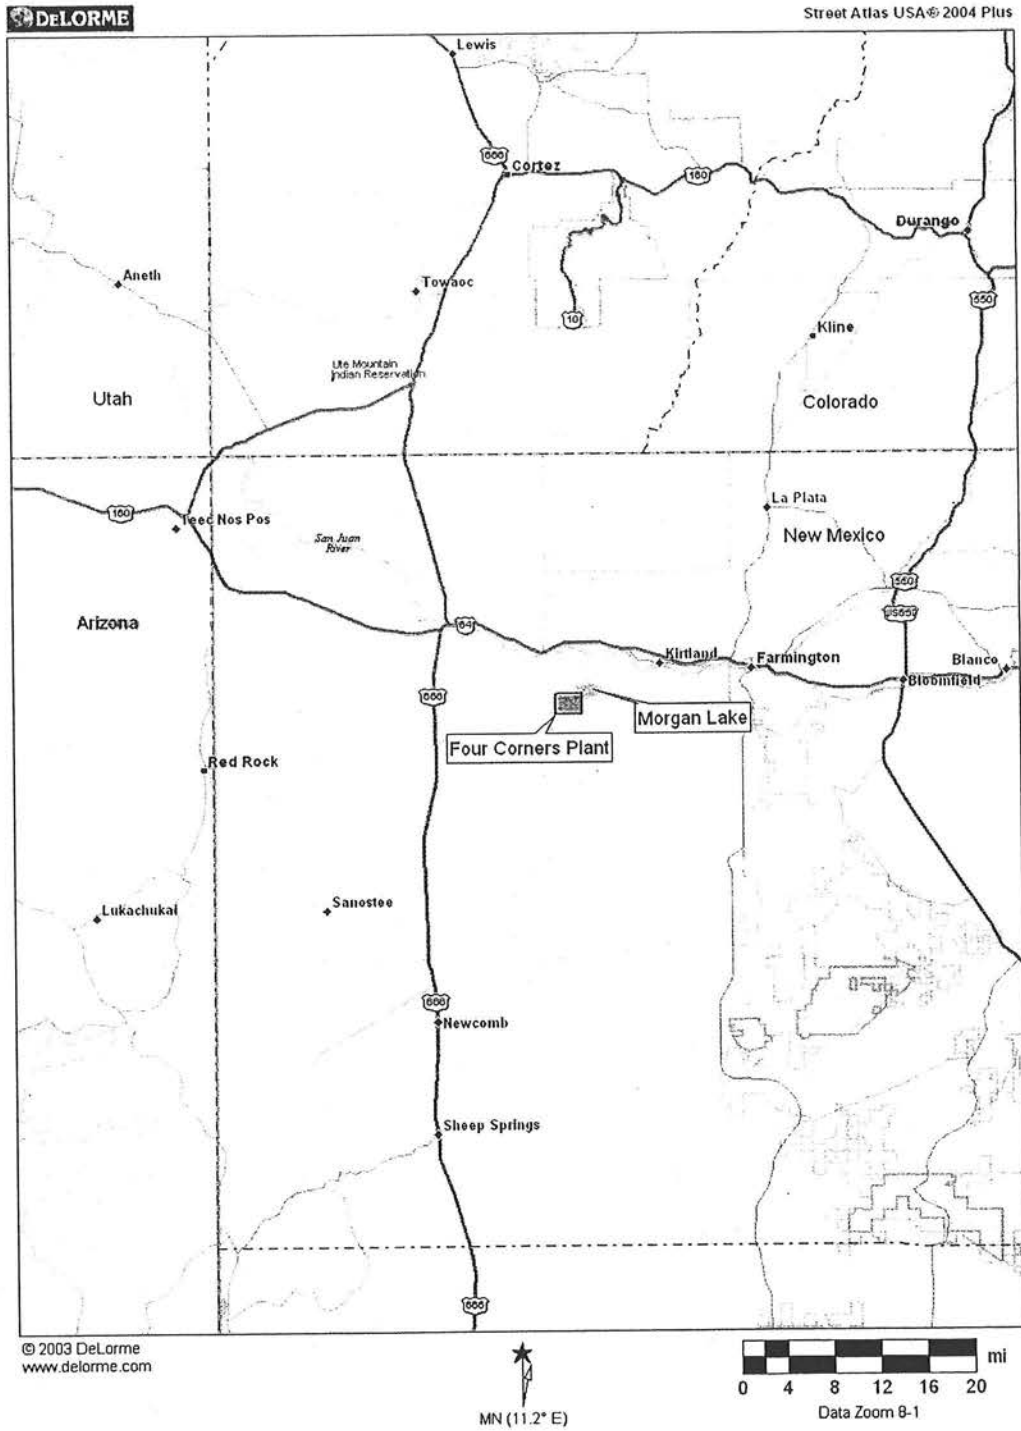 DELORME
Street Atlas USA® 2004 Plus
Lewis
666
Cortez
160
Durango
Aneth
Towaoc
550
10
Kline
Ute Mountain
Indian Reservation
Utah
Colorado
La Plata
160
Teec Nos Pos
San Juan
River
New Mexico
550
US550
Arizona
64
Kirtland
Farmington
Blanco
Bloomfield
666
Morgan Lake
Four Corners Plant
Red Rock
Sanostee
Lukachukai
666
Newcomb
Sheep Springs
666
© 2003 DeLorme
www.delorme.com
mi
0 4 8 12 16 20
MN (11.2° E)
Data Zoom 8-1